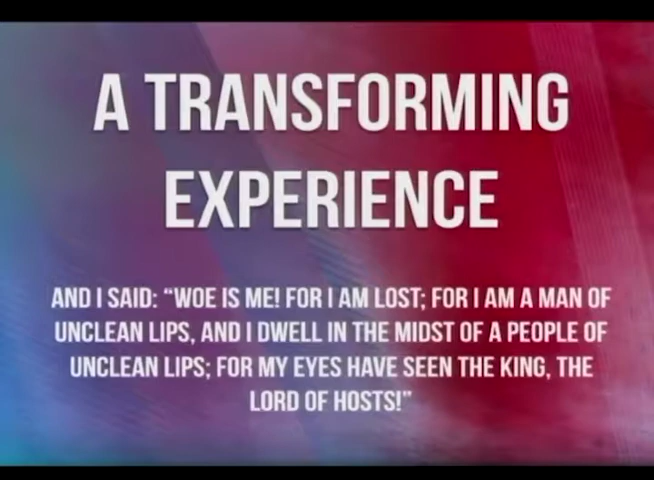 A TRANSFORMING
EXPERIENCE
AND I SAID: “WOE IS ME! FOR I AM LOST; FOR I AM A MAN OF
UNCLEAN LIPS, AND I DWELL IN THE MIDST OF A PEOPLE OF
UNCLEAN LIPS; FOR MY EYES HAVE SEEN THE KING, THE
LORD OF HOSTS!”